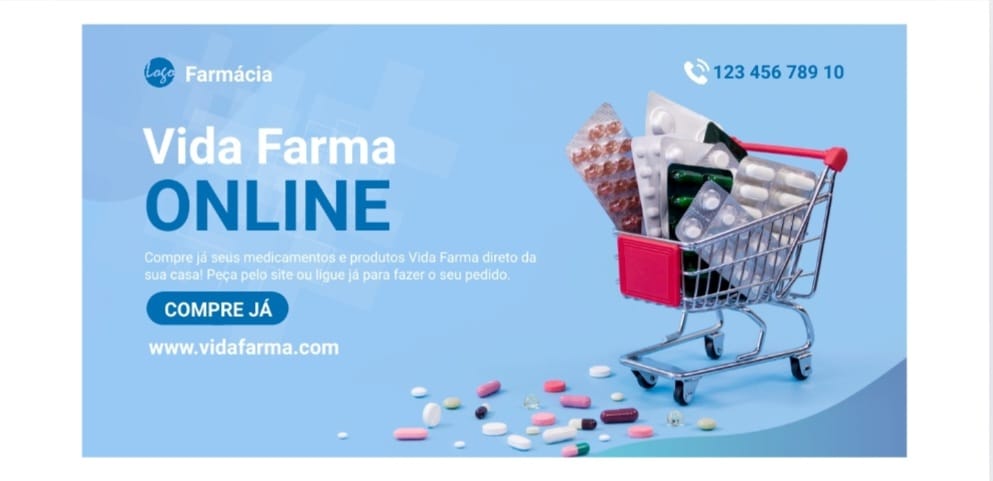 Logo Farmácia
123 456 789 10
Vida Farma
ONLINE
Compre já seus medicamentos e produtos Vida Farma direto da
sua casa! Peça pelo site ou ligue já para fazer o seu pedido.
COMPRE JÁ
www.vidafarma.com